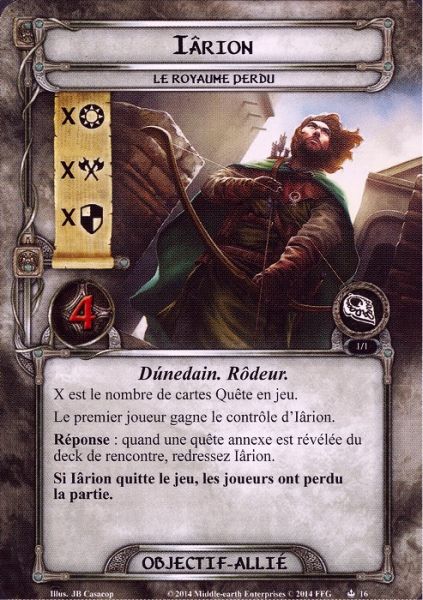 IÂRION
LE ROYAUME PERDU
X
X
X
4
1/1
Dúnedain. Rôdeur.
X est le nombre de cartes Quête en jeu.
Le premier joueur gagne le contrôle d'Iârion.
Réponse : quand une quête annexe est révélée du
deck de rencontre, redressez Iârion.
Si Iârion quitte le jeu, les joueurs ont perdu
la partie.
OBJECTIF-ALLIÉ
Illus. JB Casacop © 2014 Middle-earth Enterprises © 2014 FFG 16